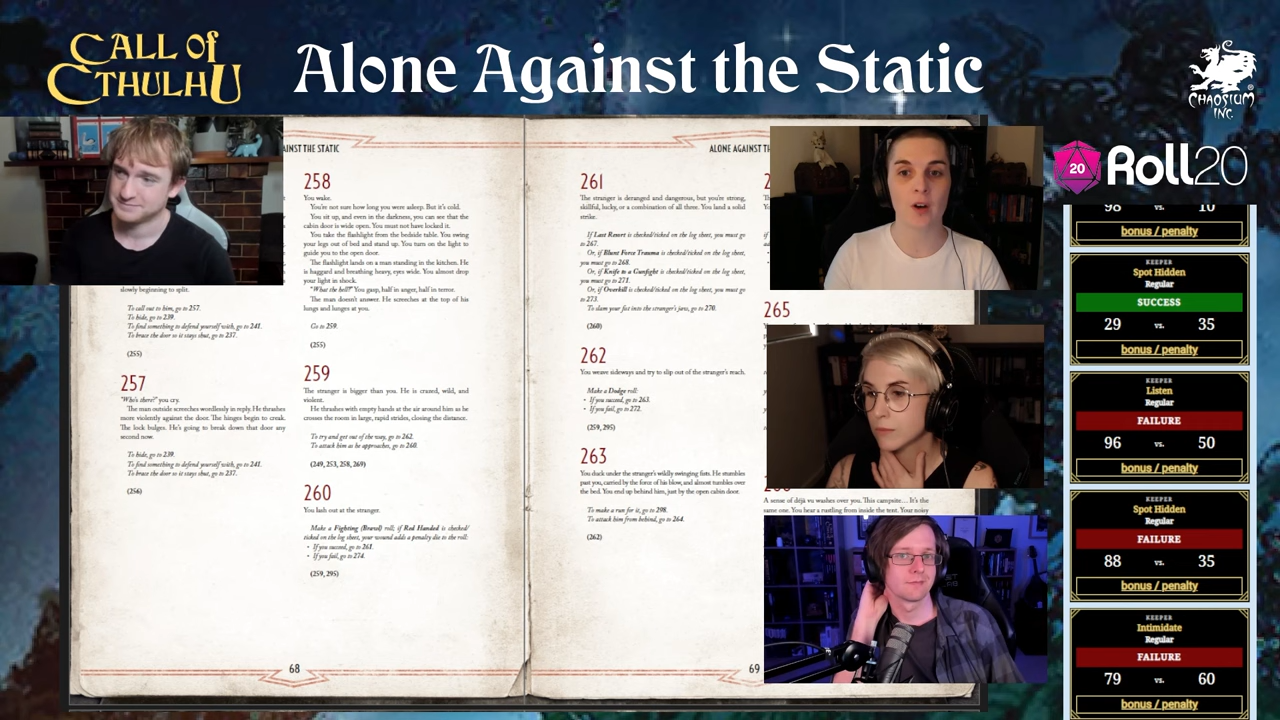 CALL of
CTHULHU
Alone Against the Static
CHAOSIUM
INC
®
20
Roll20
AINST THE STATIC
slowly beginning to split.
To call out to him, go to 257.
To hide, go to 239.
To find something to defend yourself with, go to 241.
To brace the door so it stays shut, go to 237.
(255)
257
"Who's there?" you cry.
The man outside screeches wordlessly in reply. He thrashes
more violently against the door. The hinges begin to creak.
The lock bulges. He's going to break down that door any
second now.
To hide, go to 239.
To find something to defend yourself with, go to 241.
To brace the door so it stays shut, go to 237.
(256)
258
You wake.
You're not sure how long you were asleep. But it's cold.
You sit up, and even in the darkness, you can see that the
cabin door is wide open. You must not have locked it.
You take the flashlight from the bedside table. You swing
your legs out of bed and stand up. You turn on the light to
guide you to the open door.
The flashlight lands on a man standing in the kitchen. He
is haggard and breathing heavy, eyes wide. You almost drop
your light in shock.
"What the hell?" You gasp, half in anger, half in terror.
The man doesn't answer. He screeches at the top of his
lungs and lunges at you.
Go to 259.
(255)
259
The stranger is bigger than you. He is crazed, wild, and
violent.
He thrashes with empty hands at the air around him as he
crosses the room in large, rapid strides, closing the distance.
To try and get out of the way, go to 262.
To attack him as he approaches, go to 260.
(249, 253, 258, 269)
260
You lash out at the stranger.
Make a Fighting (Brawl) roll; if Red Handed is checked/
ticked on the log sheet, your wound adds a penalty die to the roll:
• If you succeed, go to 261.
• If you fail, go to 274.
(259, 295)
68
ALONE AGAINST TH
261
The stranger is deranged and dangerous, but you're strong,
skillful, lucky, or a combination of all three. You land a solid
strike.
If Last Resort is checked/ticked on the log sheet, you must go
to 267.
Or, if Blunt Force Trauma is checked/ticked on the log sheet,
you must go to 268.
Or, if Knife to a Gunfight is checked/ticked on the log sheet,
you must go to 271.
Or, if Overkill is checked/ticked on the log sheet, you must go to
273.
To slam your fist into the stranger's jaw, go to 270.
(260)
262
You weave sideways and try to slip out of the stranger's reach.
Make a Dodge roll:
• If you succeed, go to 263.
• If you fail, go to 272.
(259, 295)
263
You duck under the stranger's wildly swinging fists. He stumbles
past you, carried by the force of his blow, and almost tumbles over
the bed. You end up behind him, just by the open cabin door.
To make a run for it, go to 298.
To attack him from behind, go to 264.
(262)
265
A sense of déjà vu washes over you. This campsite... It's the
same one. You hear a rustling from inside the tent. Your noisy
69
98 vs. 10
bonus / penalty
KEEPER
Spot Hidden
Regular
SUCCESS
29 vs. 35
bonus / penalty
KEEPER
Listen
Regular
FAILURE
96 vs. 50
bonus / penalty
KEEPER
Spot Hidden
Regular
FAILURE
88 vs. 35
bonus / penalty
KEEPER
Intimidate
Regular
FAILURE
79 vs. 60
bonus / penalty